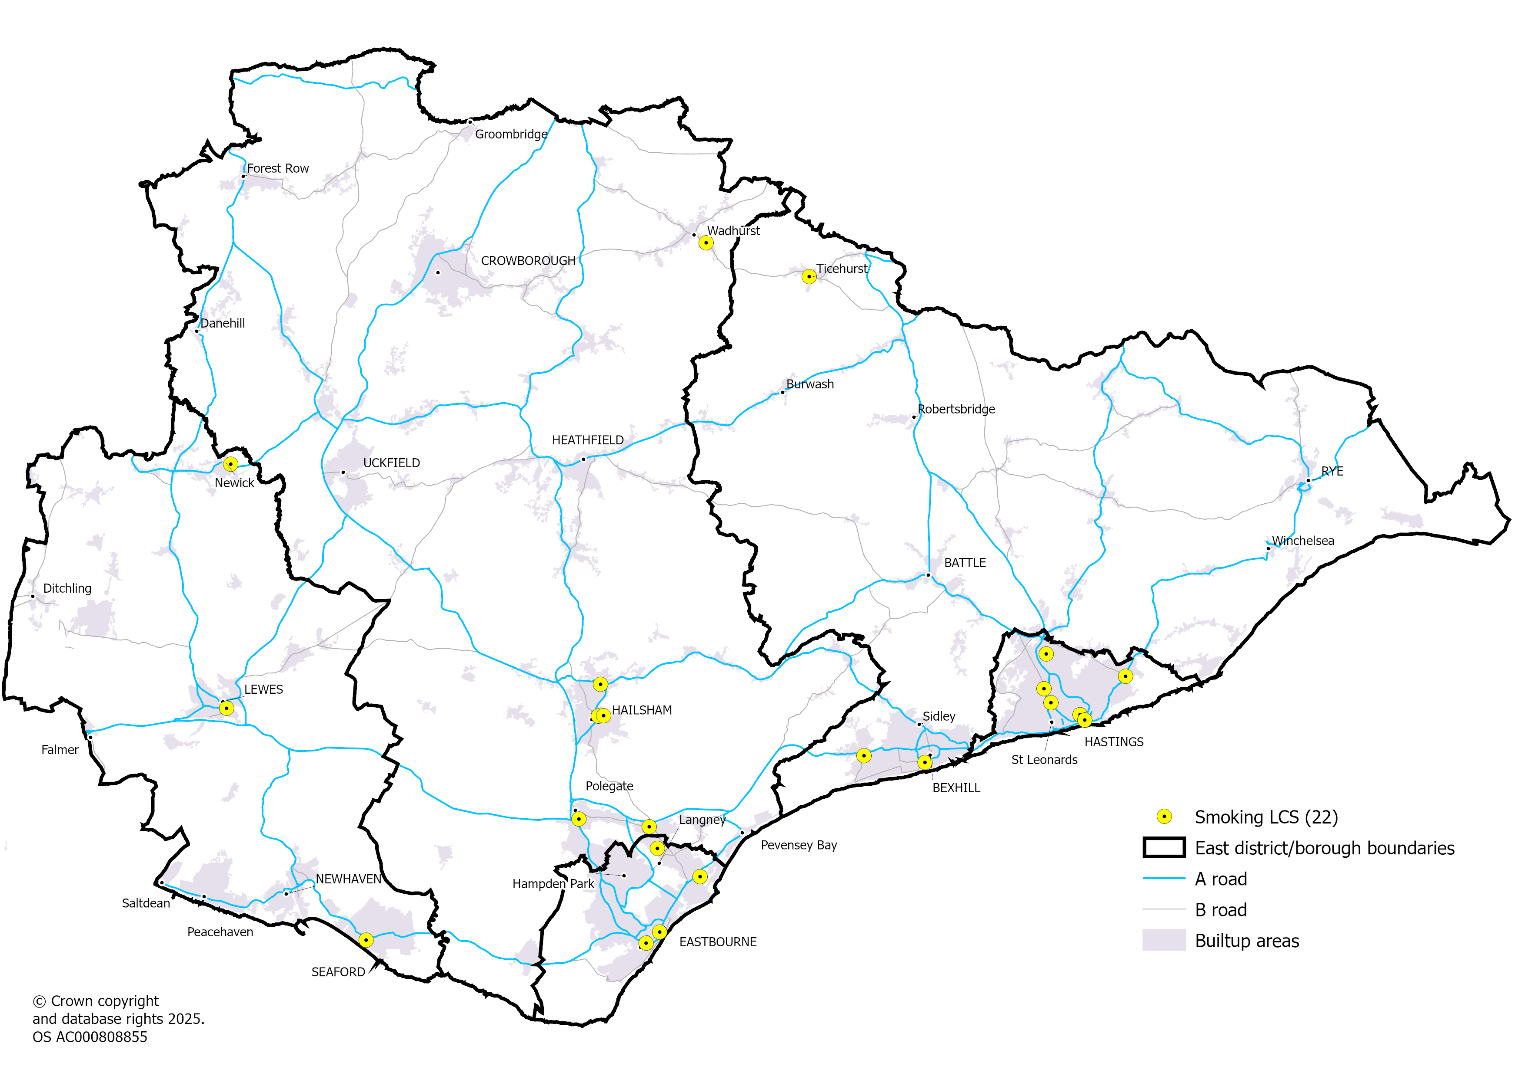 Groombridge
Forest Row
Wadhurst
CROWBOROUGH
Ticehurst
Danehill
Burwash
Robertsbridge
HEATHFIELD
UCKFIELD
RYE
Newick
Winchelsea
BATTLE
Ditchling
LEWES
HAILSHAM
Sidley
Falmer
HASTINGS
St Leonards
Polegate
BEXHILL
Langney
Pevensey Bay
NEWHAVEN
Hampden Park
Saltdean
Peacehaven
EASTBOURNE
SEAFORD
Smoking LCS (22)
East district/borough boundaries
A road
B road
Builtup areas
© Crown copyright
and database rights 2025.
OS AC000808855